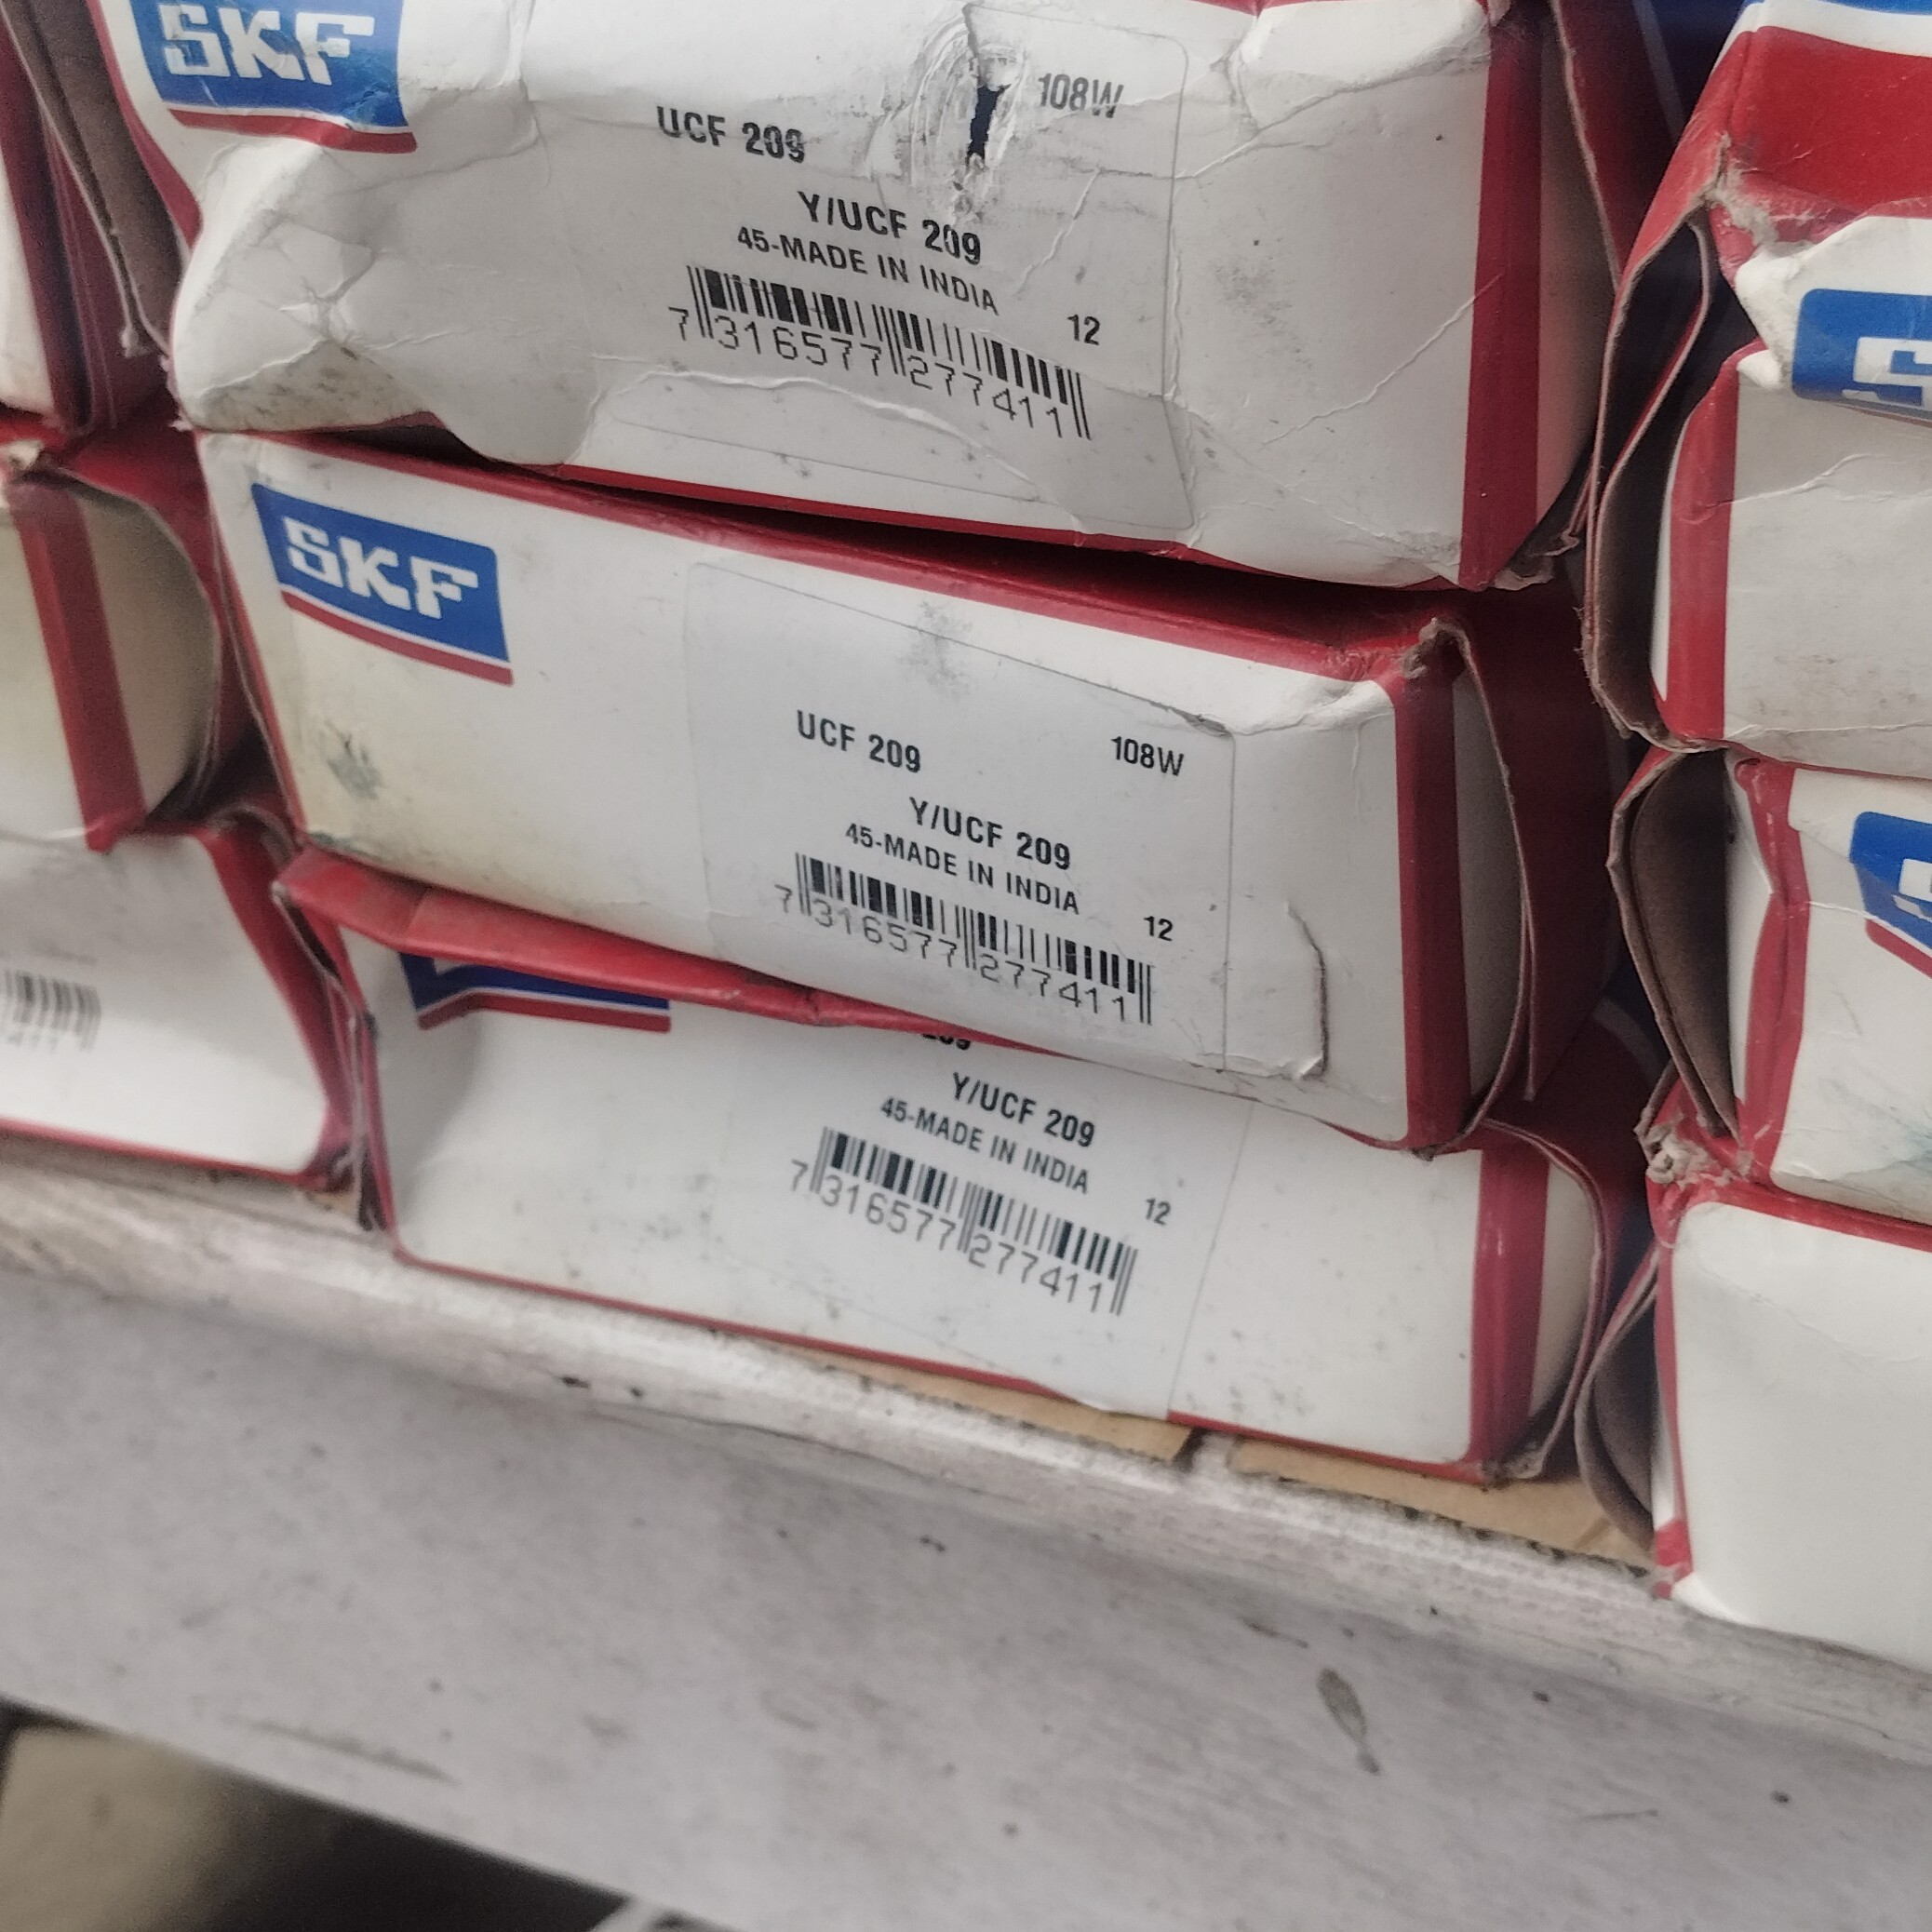 SKF
108W
UCF 209
Y/UCF 209
45-MADE IN INDIA
12
7 316577 277411
SKF
UCF 209
108W
Y/UCF 209
45-MADE IN INDIA
12
7 316577 277411
Y/UCF 209
45-MADE IN INDIA
12
7 316577 277411